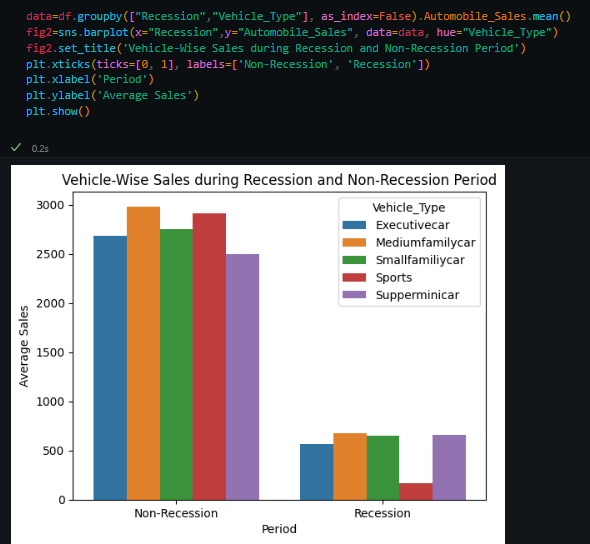 data=df.groupby(["Recession","Vehicle_Type"], as_index=False).Automobile_Sales.mean()
fig2=sns.barplot(x="Recession",y="Automobile_Sales", data=data, hue="Vehicle_Type")
fig2.set_title('Vehicle-Wise Sales during Recession and Non-Recession Period')
plt.xticks(ticks=[0, 1], labels=['Non-Recession', 'Recession'])
plt.xlabel('Period')
plt.ylabel('Average Sales')
plt.show()
0.2s
Vehicle-Wise Sales during Recession and Non-Recession Period
Vehicle_Type
Executivecar
Mediumfamilycar
Smallfamiliycar
Sports
Supperminicar
3000
2500
2000
1500
1000
500
0
Average Sales
Non-Recession
Recession
Period